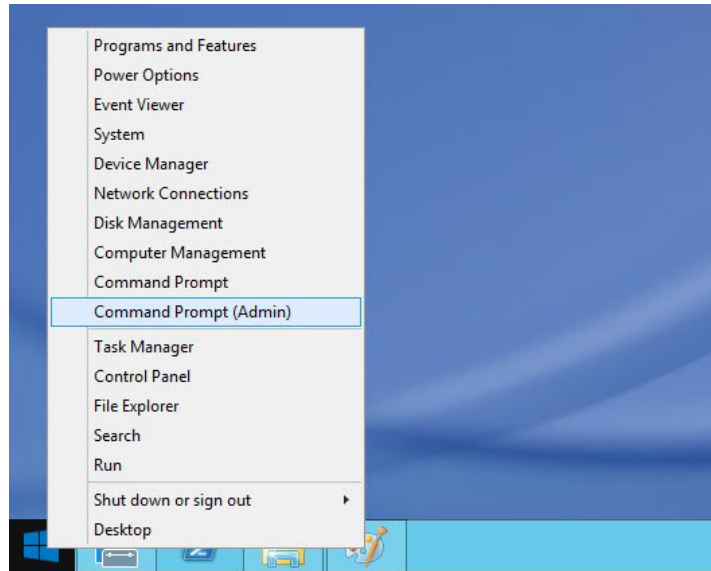 Programs and Features
Power Options
Event Viewer
System
Device Manager
Network Connections
Disk Management
Computer Management
Command Prompt
Command Prompt (Admin)
Task Manager
Control Panel
File Explorer
Search
Run
Shut down or sign out
Desktop